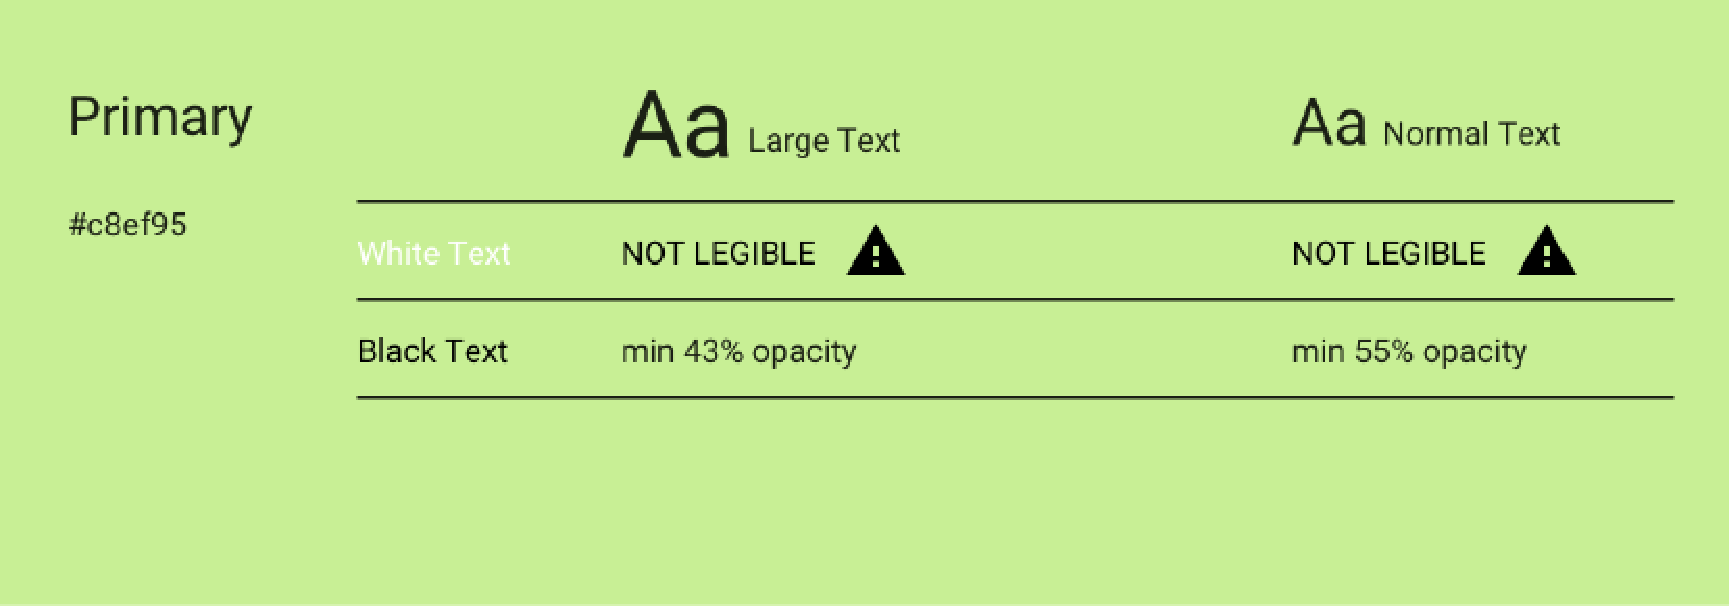 Primary
Aa Large Text
Aa Normal Text
#c8ef95
White Text NOT LEGIBLE NOT LEGIBLE
Black Text min 43% opacity min 55% opacity